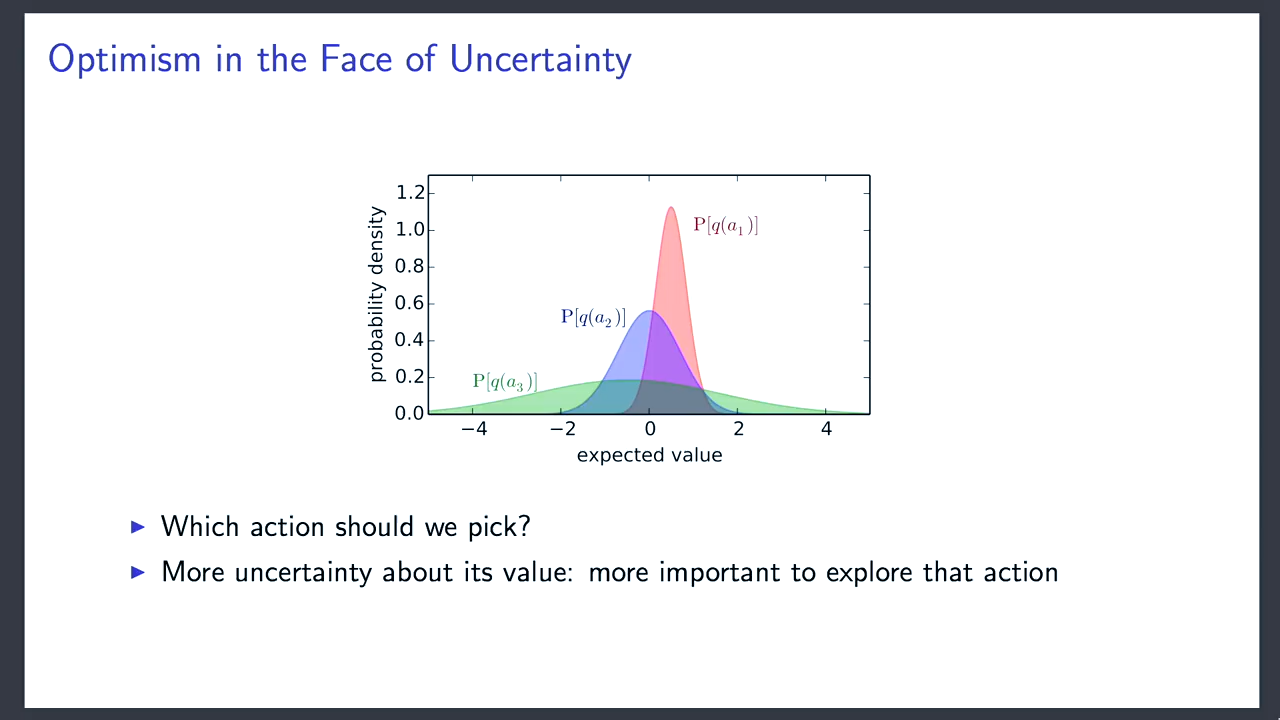 Optimism in the Face of Uncertainty
1.2
1.0
0.8
0.6
0.4
0.2
0.0
probability density
P[q(a₁)]
P[q(a₂)]
P[q(a₃)]
−4 −2 0 2 4
expected value
▶ Which action should we pick?
▶ More uncertainty about its value: more important to explore that action